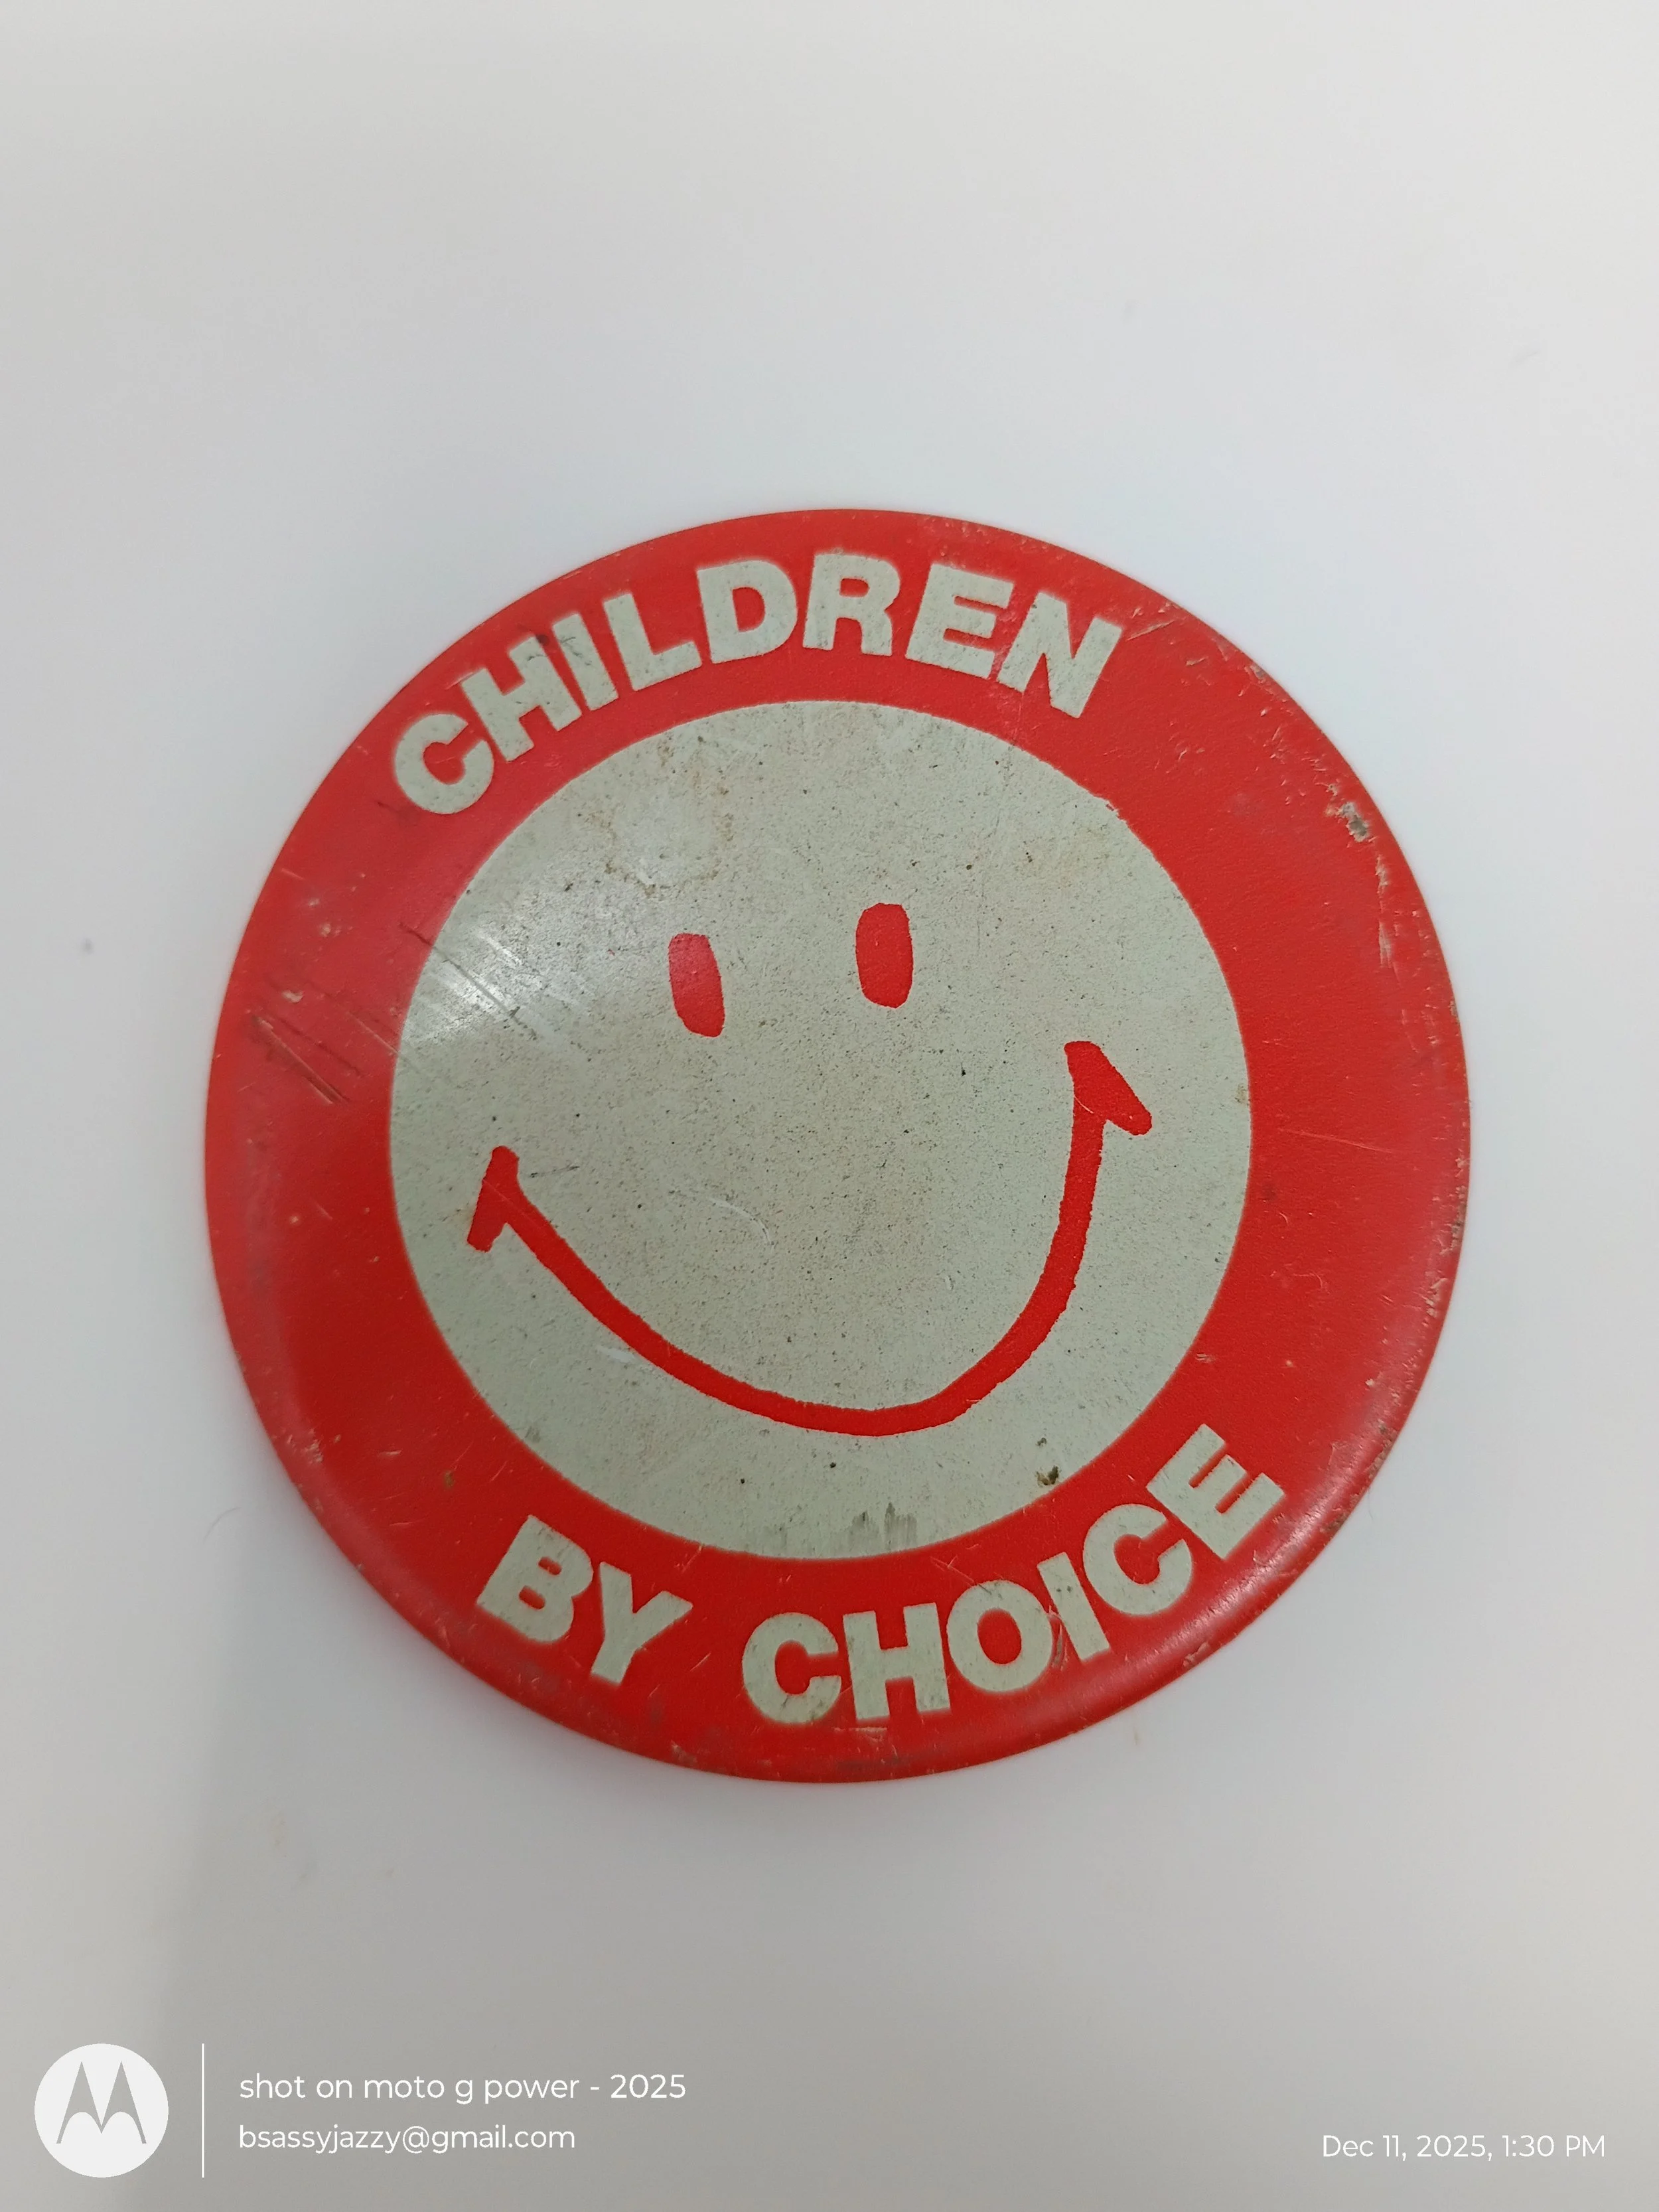 CHILDREN
BY CHOICE
shot on moto g power - 2025
bsassyjazzy@gmail.com
Dec 11, 2025, 1:30 PM